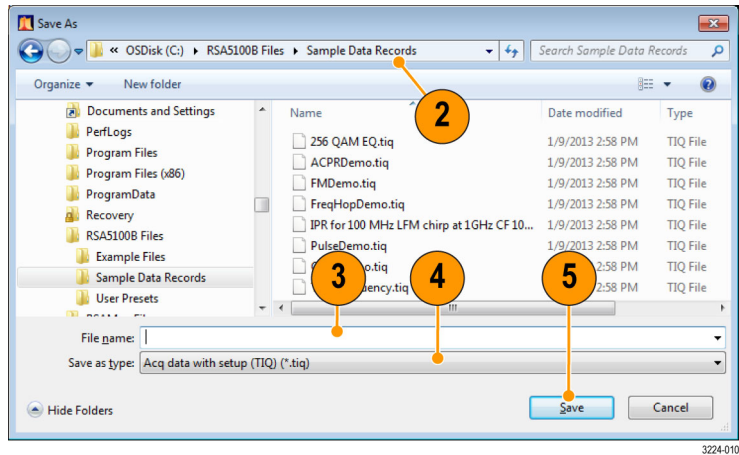 Save As
« OSDisk (C:) ▸ RSA5100B Files ▸ Sample Data Records
Search Sample Data Records
Organize
New folder
Documents and Settings
PerfLogs
Program Files
Program Files (x86)
ProgramData
Recovery
RSA5100B Files
Example Files
Sample Data Records
User Presets
Name Date modified Type
256 QAM EQ.tiq 1/9/2013 2:58 PM TIQ File
ACPRDemo.tiq 1/9/2013 2:58 PM TIQ File
FMDemo.tiq 1/9/2013 2:58 PM TIQ File
FreqHopDemo.tiq 1/9/2013 2:58 PM TIQ File
IPR for 100 MHz LFM chirp at 1GHz CF 10... 1/9/2013 2:58 PM TIQ File
PulseDemo.tiq 1/9/2013 2:58 PM TIQ File
2:58 PM TIQ File
2:58 PM TIQ File
2
3
4
5
File name:
Save as type: Acq data with setup (TIQ) (*.tiq)
Hide Folders
Save
Cancel
3224-010